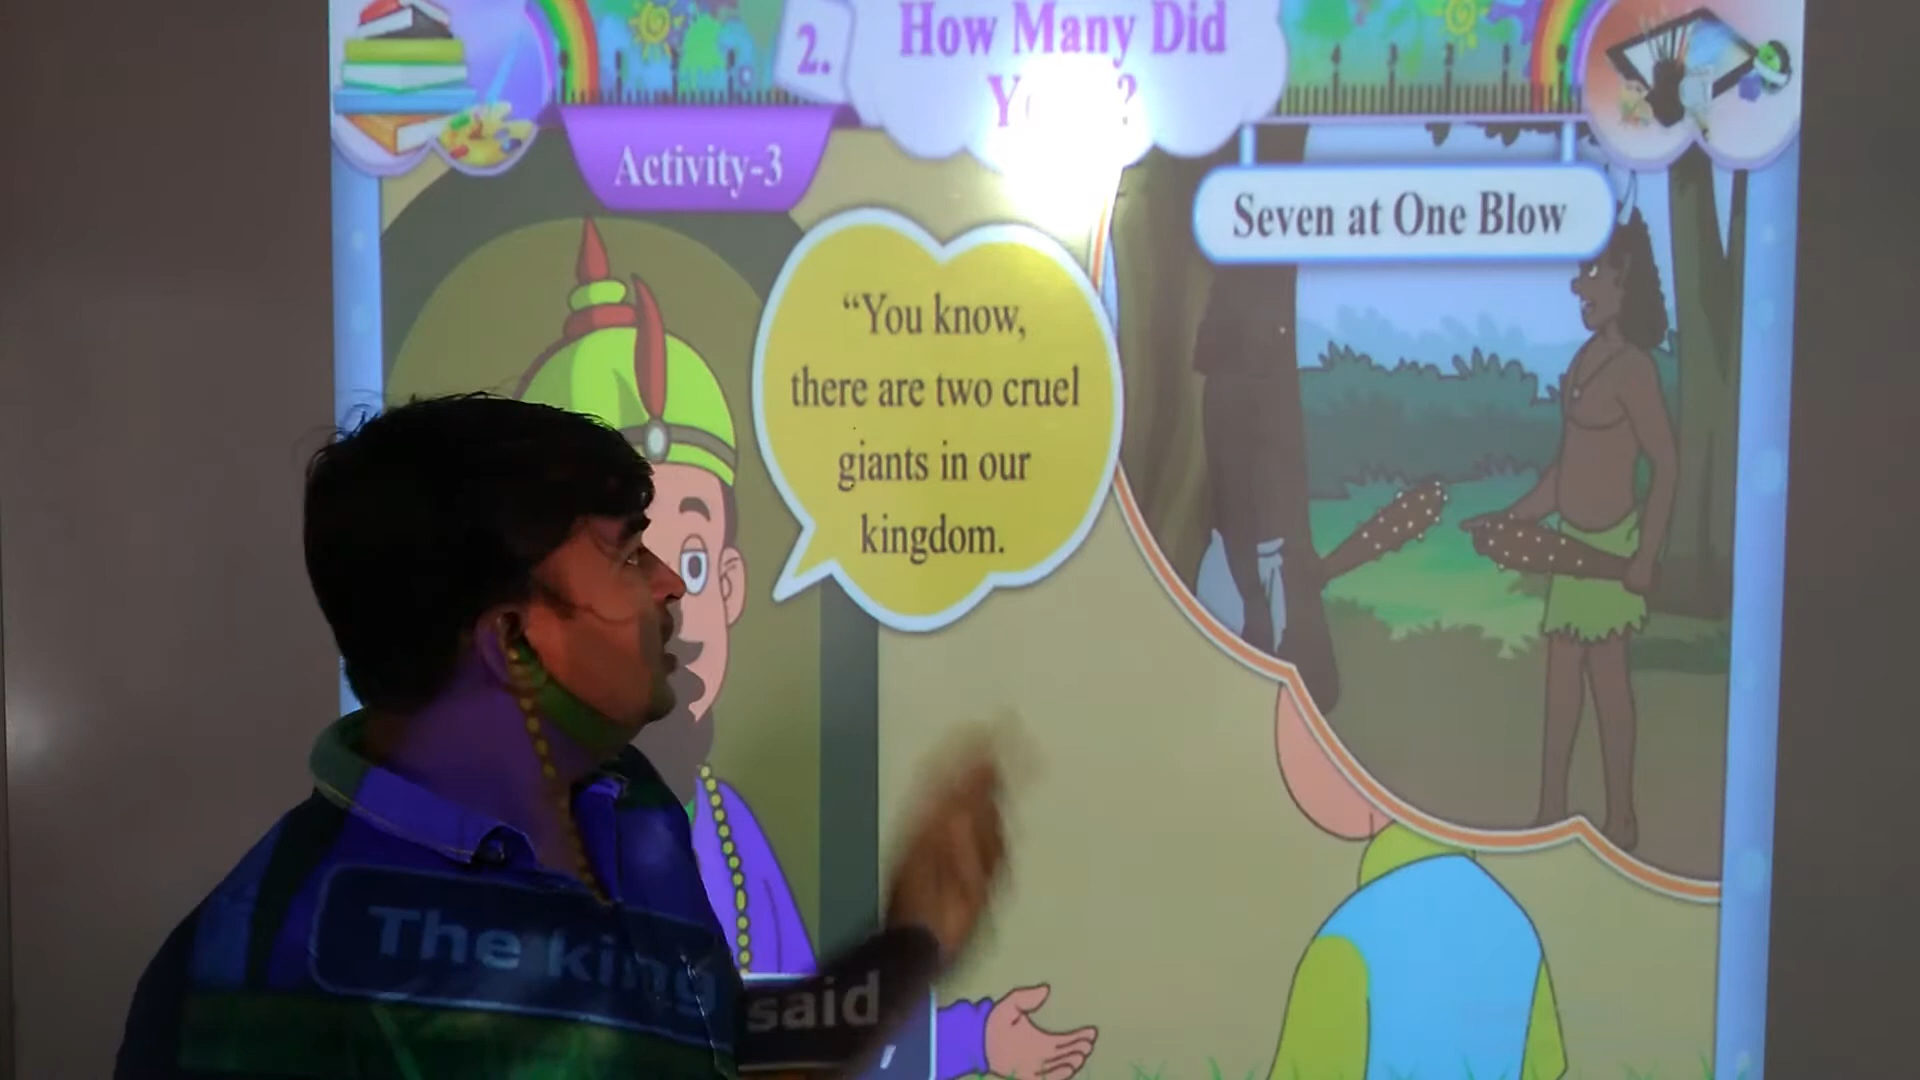 2.
How Many Did
Activity-3
Seven at One Blow
“You know,
there are two cruel
giants in our
kingdom.
The king said
,